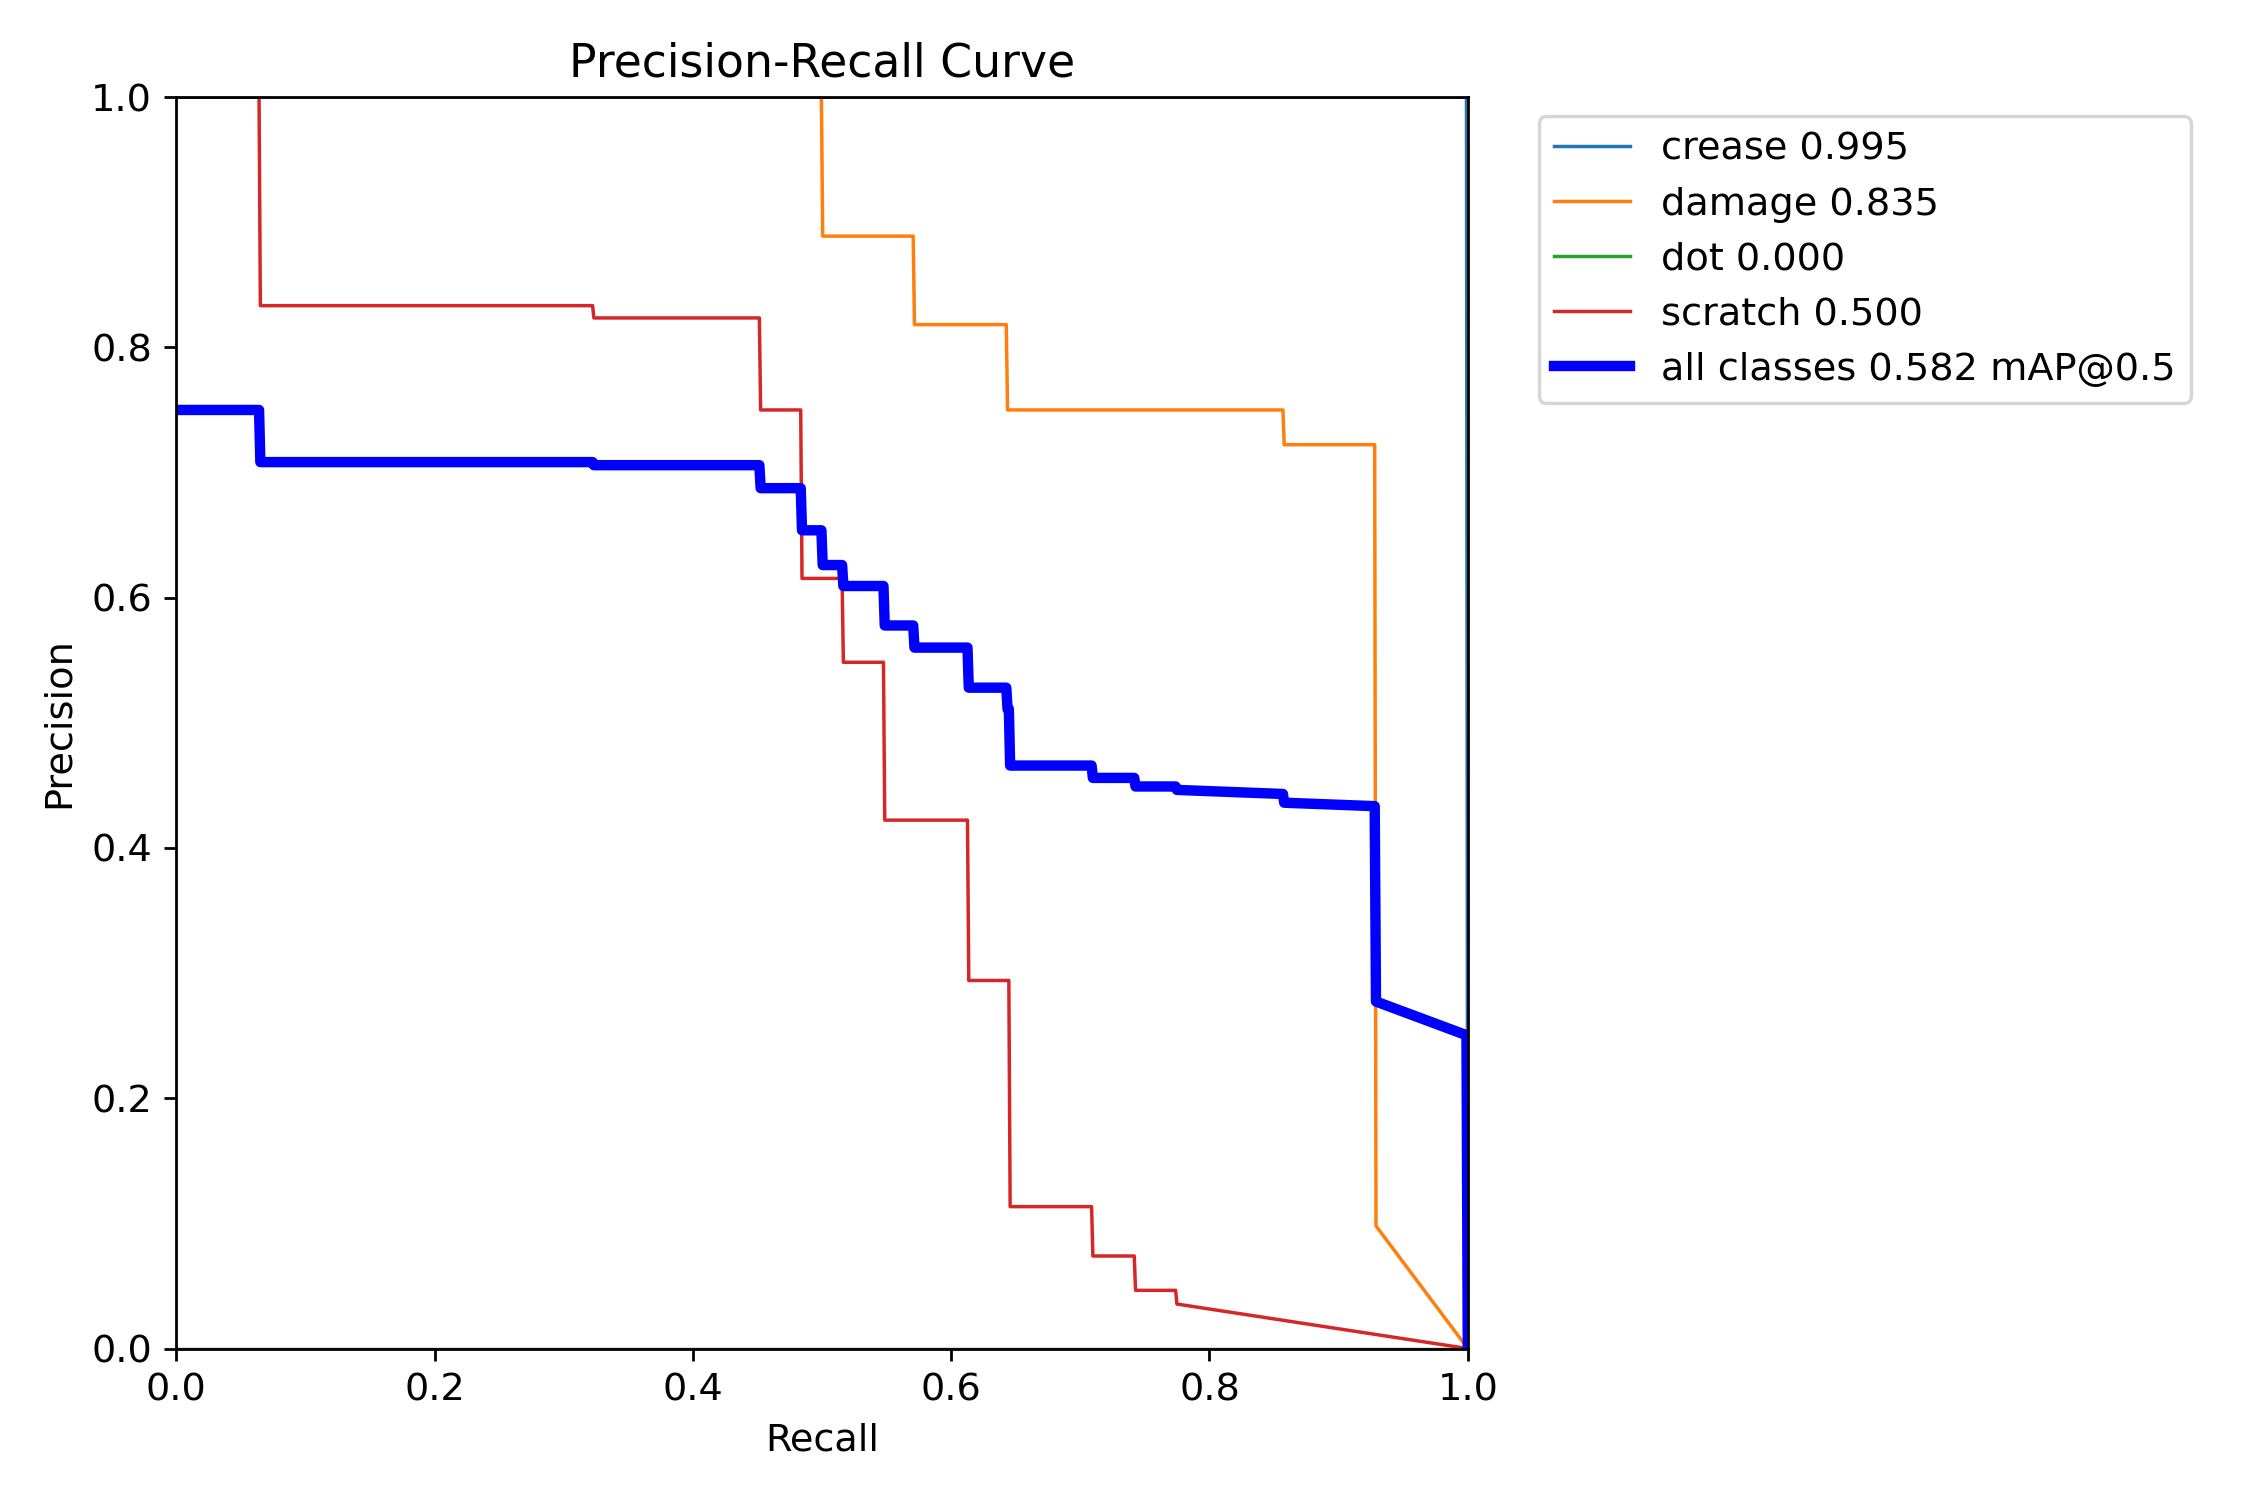 Precision-Recall Curve
1.0
0.8
0.6
0.4
0.2
0.0
Precision
0.0 0.2 0.4 0.6 0.8 1.0
Recall
crease 0.995
damage 0.835
dot 0.000
scratch 0.500
all classes 0.582 mAP@0.5